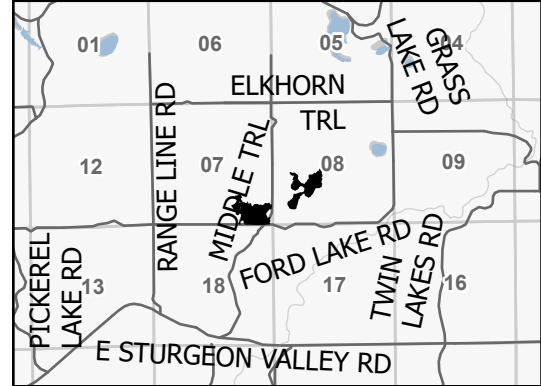 01
06
05
04
GRASS
LAKE RD
ELKHORN
TRL
RANGE LINE RD
MIDDLE TRL
12
07
08
09
PICKEREL
LAKE RD
13
18
FORD LAKE RD
17
TWIN
LAKES RD
16
E STURGEON VALLEY RD